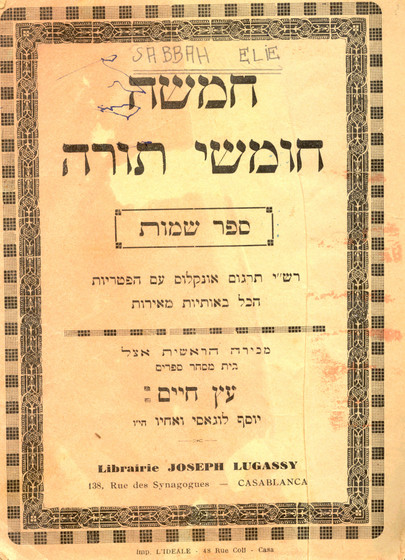 SABBAH ELIE
חמשה
חומשי תורה
ספר שמות
רש״י תרגום אונקלוס עם הפטריות
הכל באותיות מאירות
מכירה הראשית אצל
בית מסחר ספרים
עץ חיים :
יוסף לוגאסי ואחיו הי״ו
Librairie JOSEPH LUGASSY
138, Rue des Synagogues — CASABLANCA
Imp. L'IDEALE - 48 Rue Coli - Casa